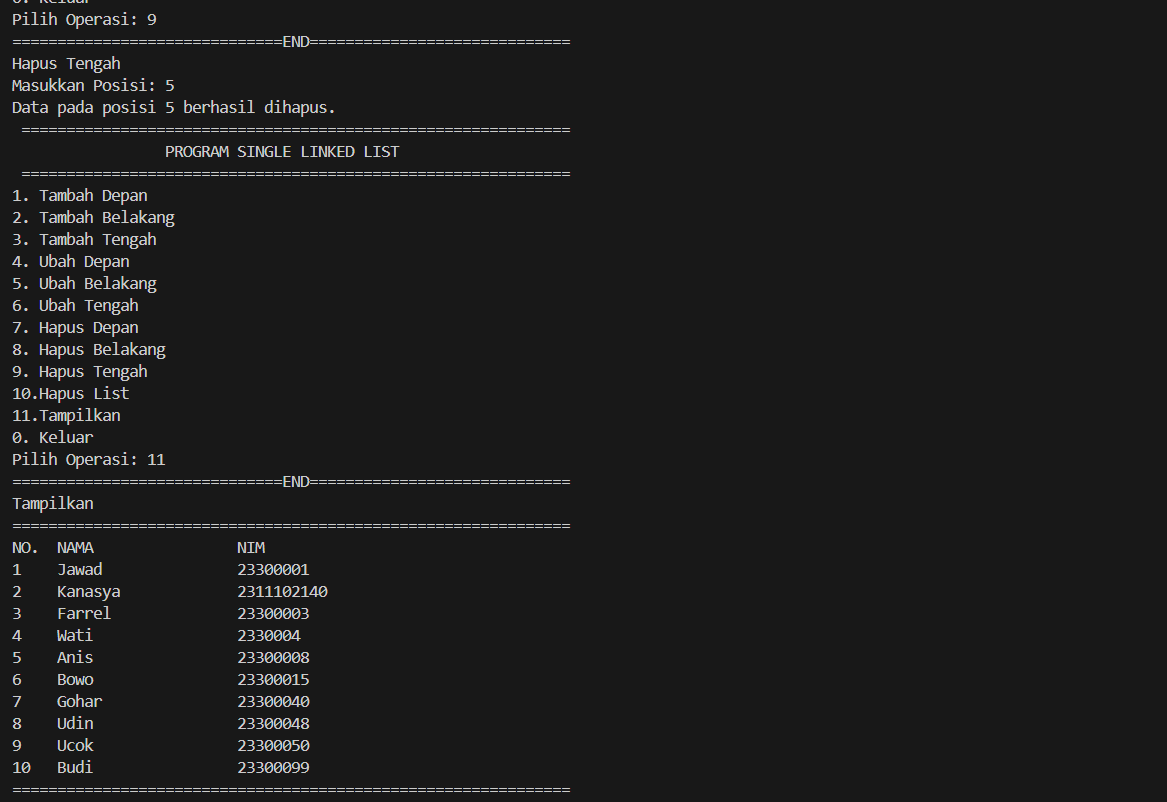 0. Keluar
Pilih Operasi: 9
==============================END=============================
Hapus Tengah
Masukkan Posisi: 5
Data pada posisi 5 berhasil dihapus.
=============================================================
PROGRAM SINGLE LINKED LIST
=============================================================
1. Tambah Depan
2. Tambah Belakang
3. Tambah Tengah
4. Ubah Depan
5. Ubah Belakang
6. Ubah Tengah
7. Hapus Depan
8. Hapus Belakang
9. Hapus Tengah
10.Hapus List
11.Tampilkan
0. Keluar
Pilih Operasi: 11
==============================END=============================
Tampilkan
==============================================================
NO. NAMA NIM
1 Jawad 23300001
2 Kanasya 2311102140
3 Farrel 23300003
4 Wati 2330004
5 Anis 23300008
6 Bowo 23300015
7 Gohar 23300040
8 Udin 23300048
9 Ucok 23300050
10 Budi 23300099
==============================================================